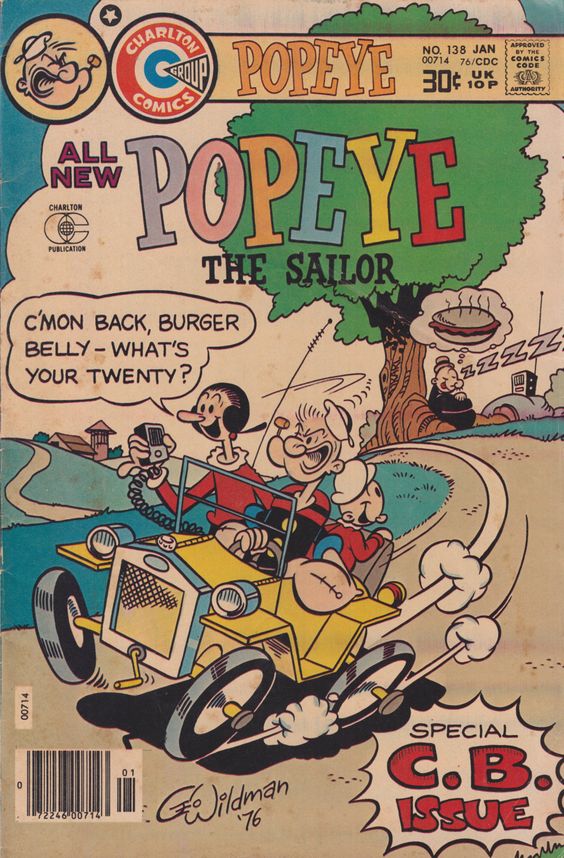 CHARLTON
COMICS
GROUP
POPEYE
NO. 138 JAN
00714 76/CDC
30¢ UK
10P
APPROVED
BY THE
COMICS
CODE
AUTHORITY
ALL
NEW
POPEYE
THE SAILOR
CHARLTON
PUBLICATION
C'MON BACK, BURGER
BELLY-WHAT'S
YOUR TWENTY?
ZZZZZZZ
00714
0
72246 00714
01
GEO
Wildman
'76
SPECIAL
C.B.
ISSUE